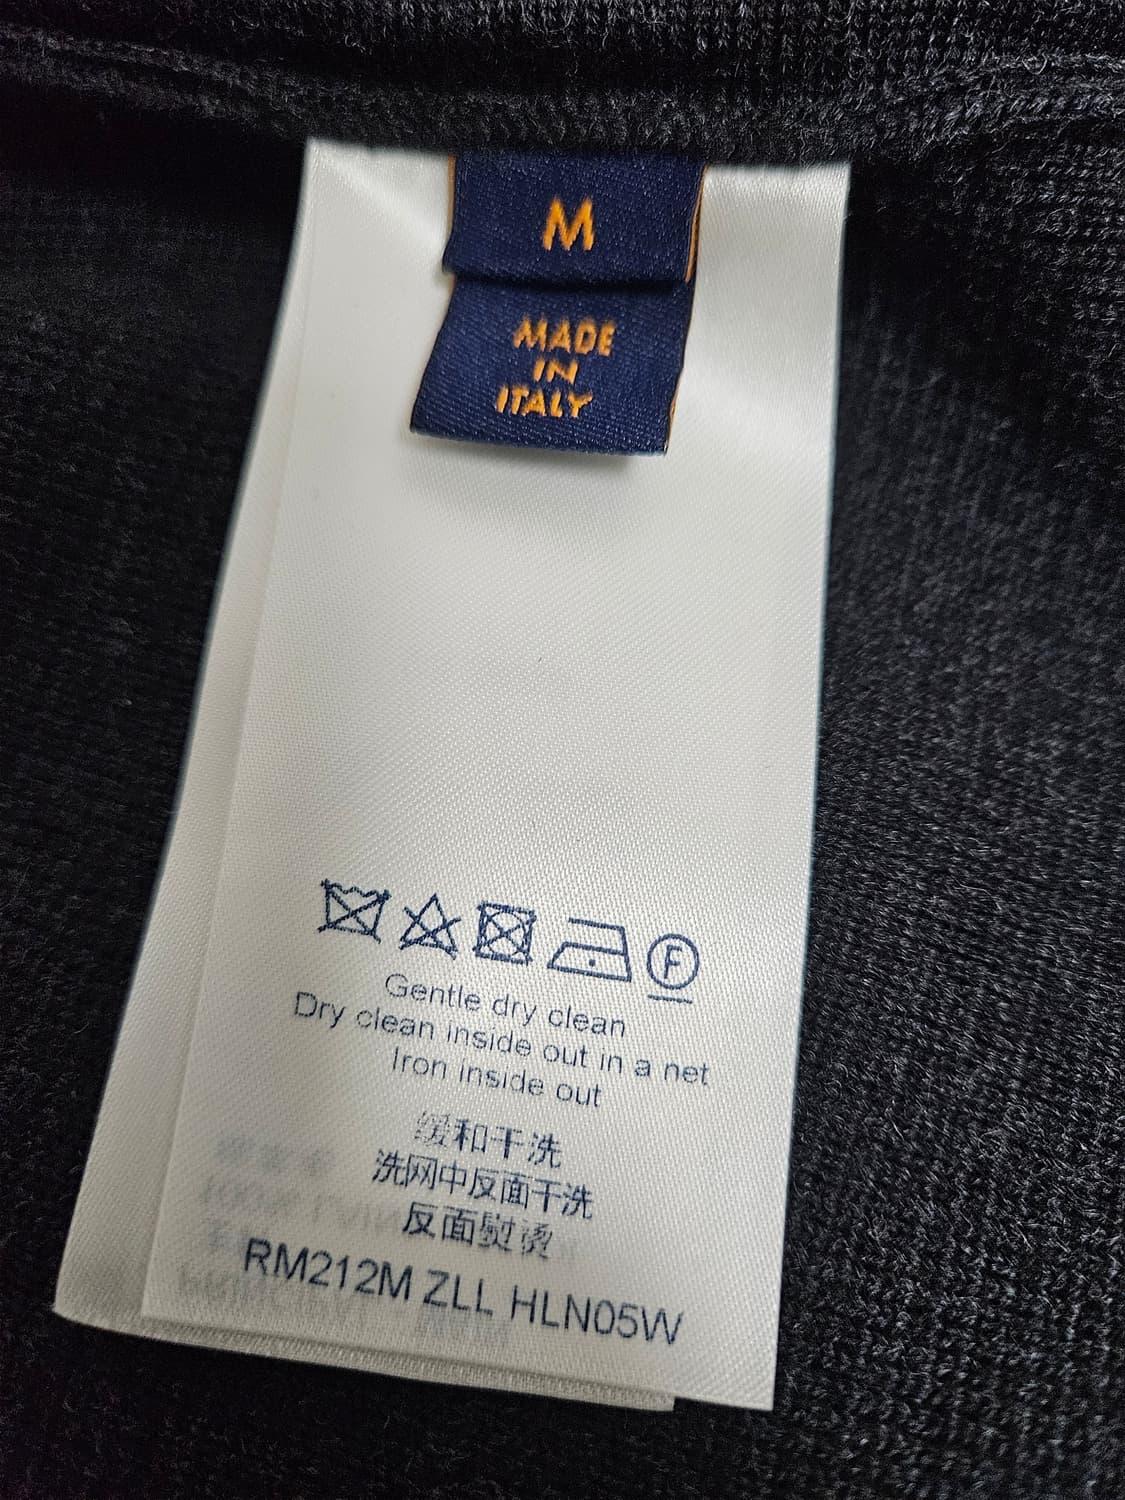 M
MADE
IN
ITALY
F
Gentle dry clean
Dry clean inside out in a net
Iron inside out
缓和干洗
洗网中反面干洗
反面熨烫
RM212M ZLL HLN05W